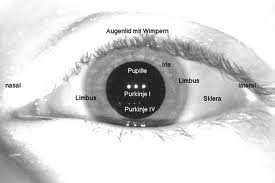 Augenlid mit Wimpern
Iris
Pupille
Limbus
nasal
lateral
Purkinje I
Limbus
Sklera
Purkinje IV